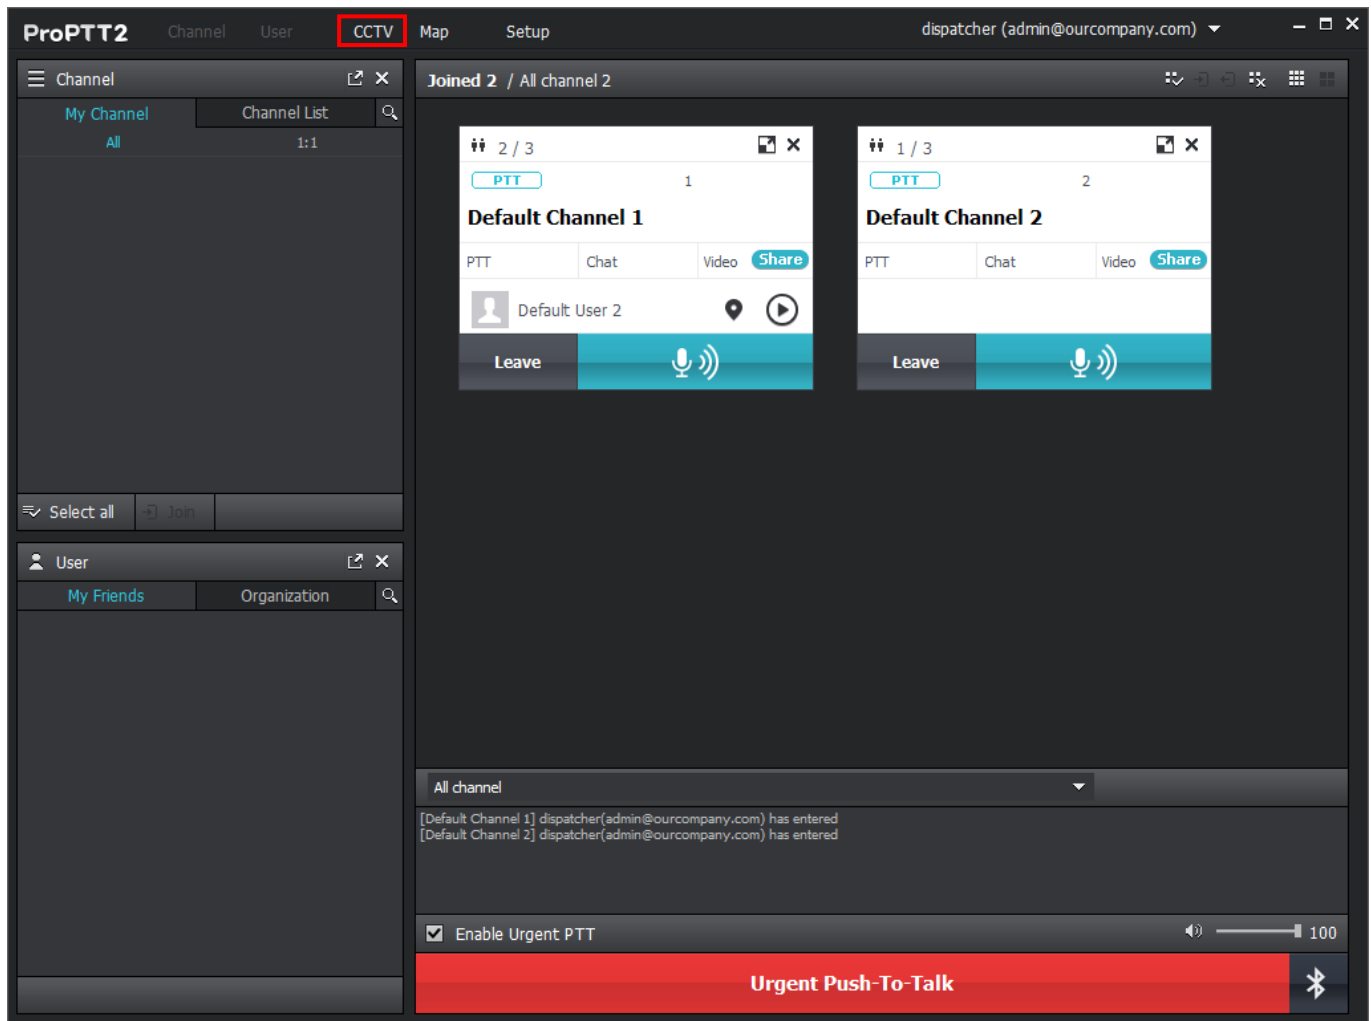 ProPTT2 Channel User CCTV Map Setup dispatcher (admin@ourcompany.com)
Channel
My Channel Channel List
All 1:1
Select all Join
User
My Friends Organization
Joined 2 / All channel 2
2 / 3
PTT 1
Default Channel 1
PTT Chat Video Share
Default User 2
Leave
1 / 3
PTT 2
Default Channel 2
PTT Chat Video Share
Leave
All channel
[Default Channel 1] dispatcher(admin@ourcompany.com) has entered
[Default Channel 2] dispatcher(admin@ourcompany.com) has entered
Enable Urgent PTT 100
Urgent Push-To-Talk